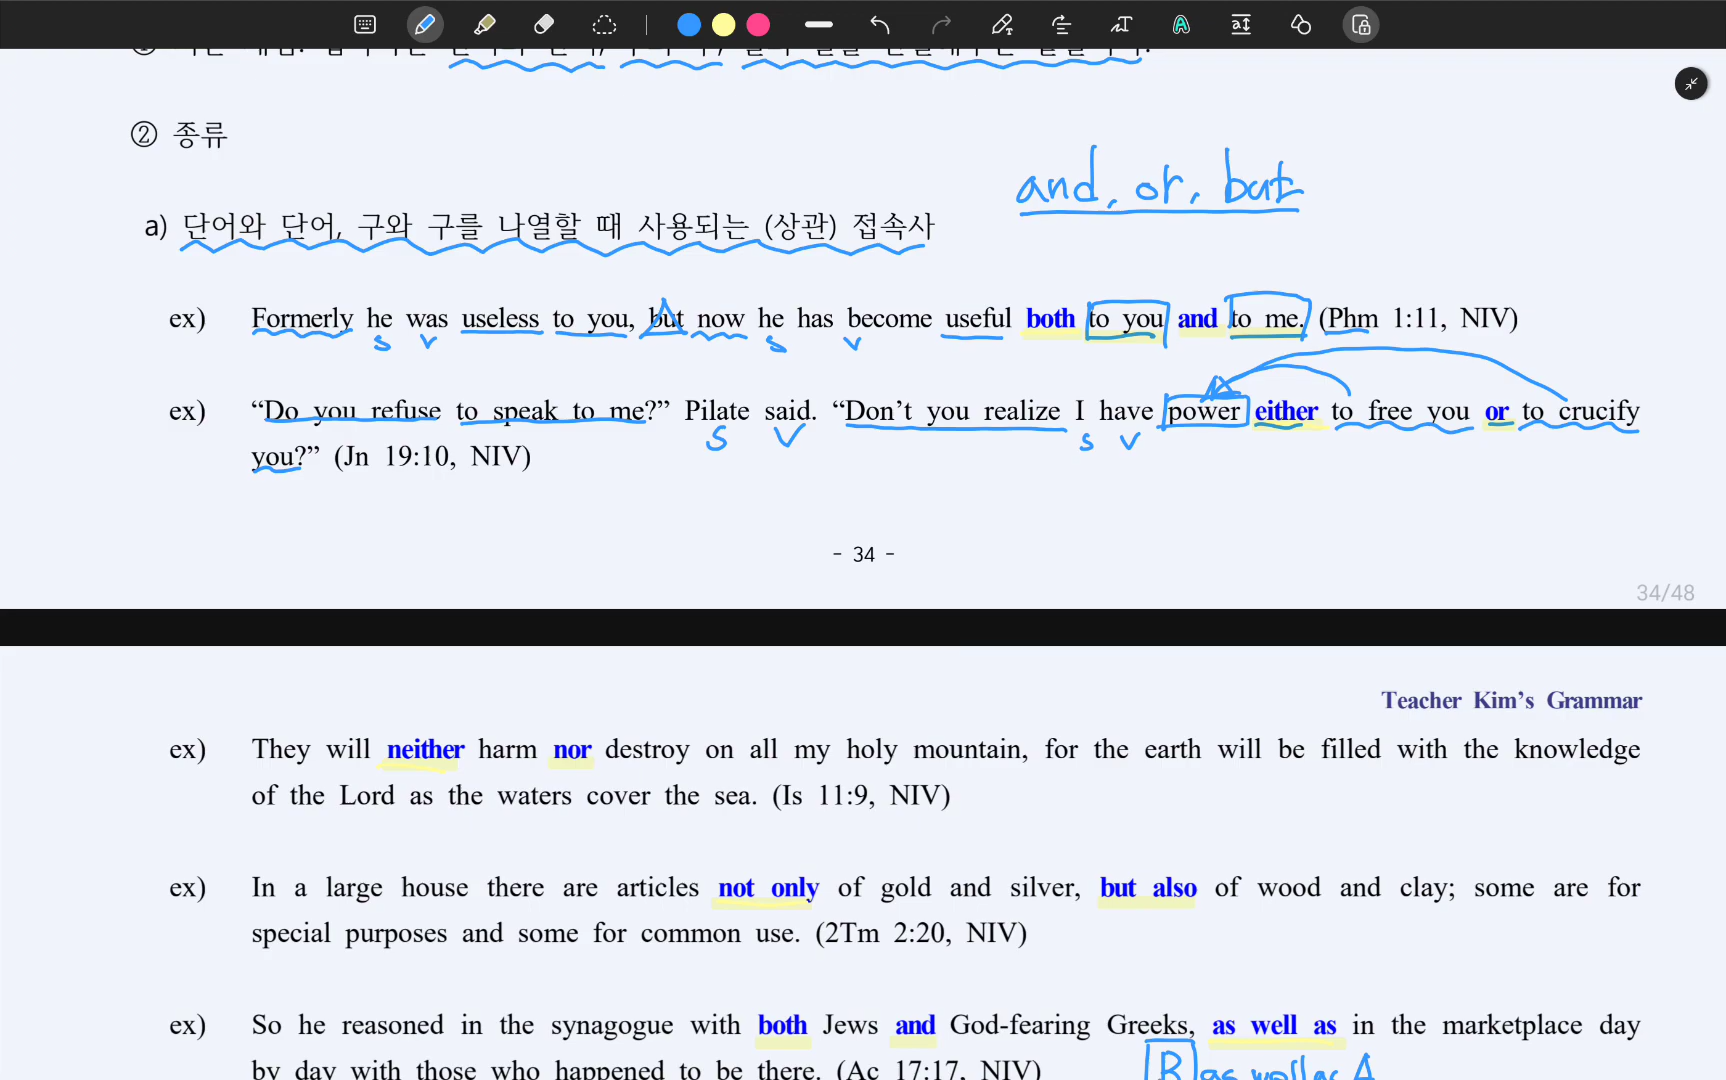 ② 종류
and, or, but
a) 단어와 단어, 구와 구를 나열할 때 사용되는 (상관) 접속사
ex) Formerly he was useless to you, but now he has become useful both to you and to me. (Phm 1:11, NIV)
S V S V
ex) “Do you refuse to speak to me?” Pilate said. “Don’t you realize I have power either to free you or to crucify
S V S V
you?” (Jn 19:10, NIV)
- 34 -
34/48
Teacher Kim’s Grammar
ex) They will neither harm nor destroy on all my holy mountain, for the earth will be filled with the knowledge
of the Lord as the waters cover the sea. (Is 11:9, NIV)
ex) In a large house there are articles not only of gold and silver, but also of wood and clay; some are for
special purposes and some for common use. (2Tm 2:20, NIV)
ex) So he reasoned in the synagogue with both Jews and God-fearing Greeks, as well as in the marketplace day
by day with those who happened to be there. (Ac 17:17, NIV)
B as well as A